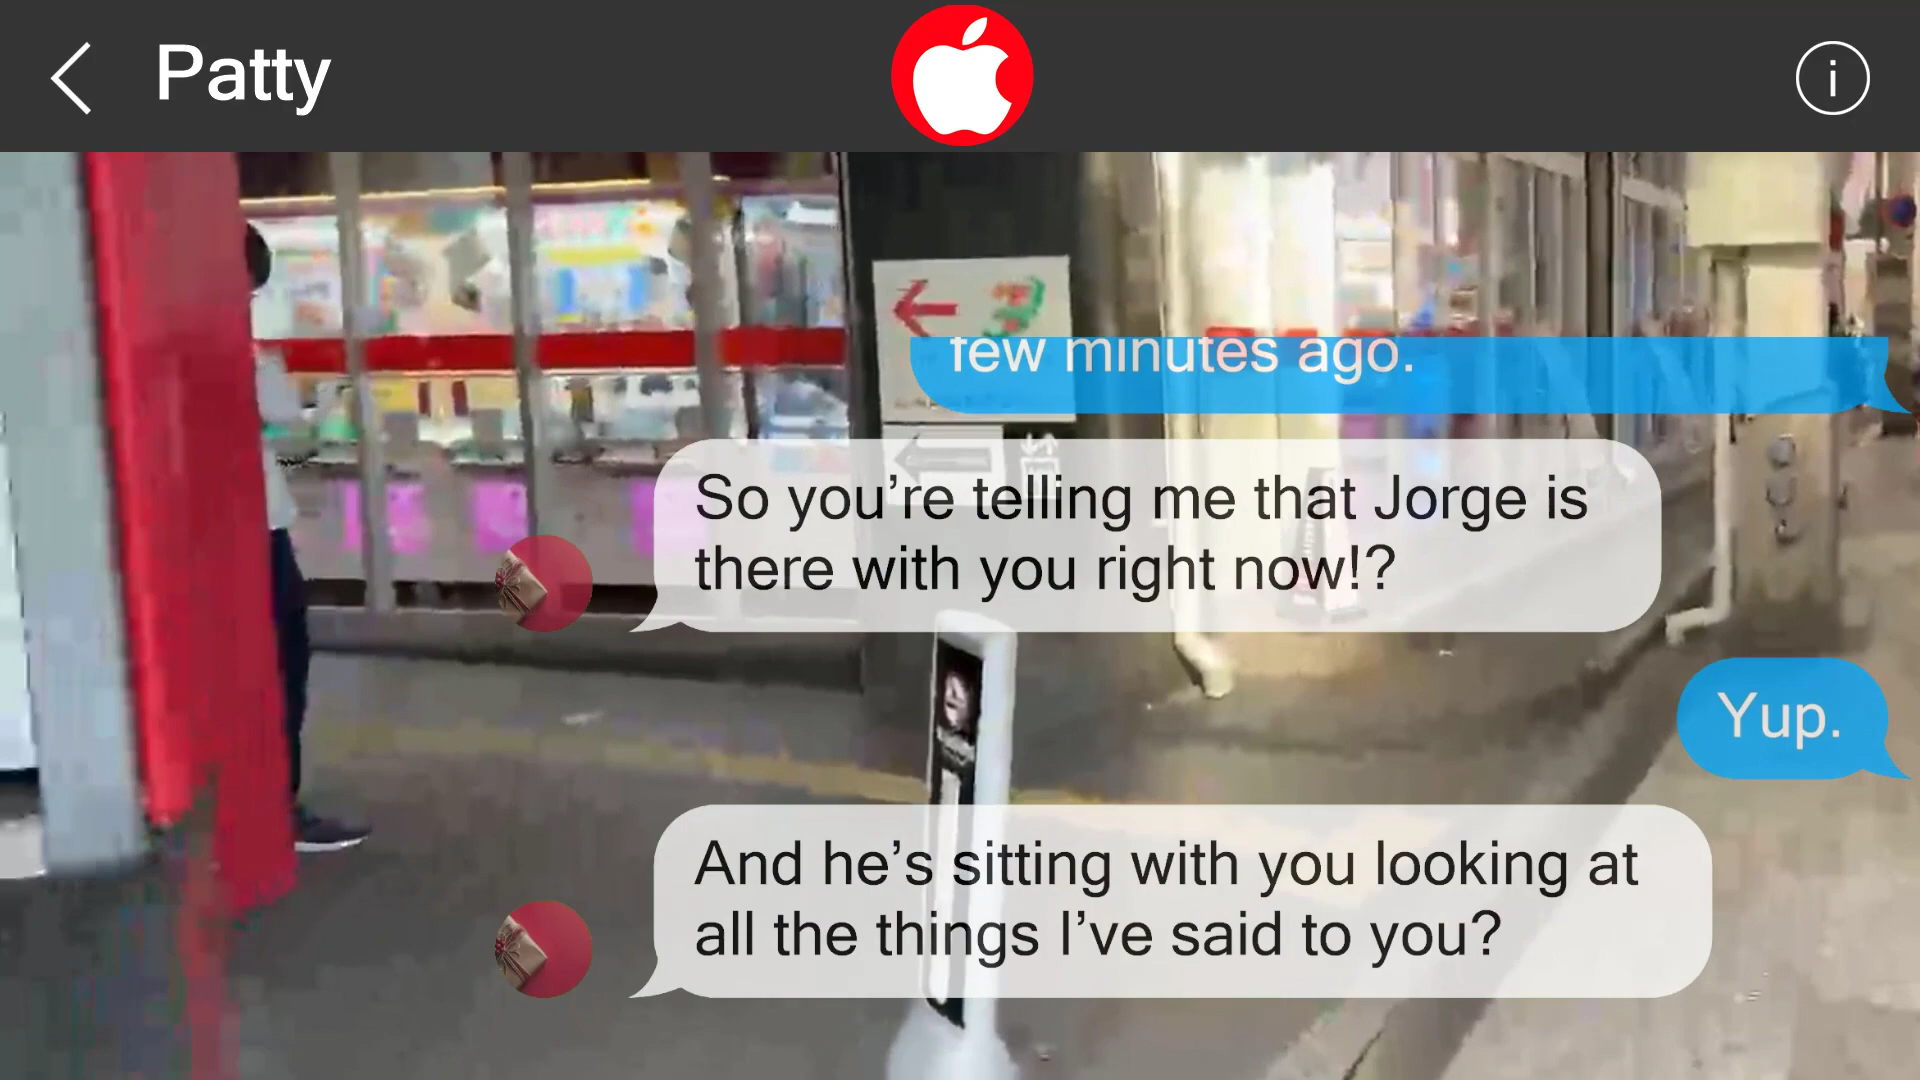 Patty
few minutes ago.
So you’re telling me that Jorge is
there with you right now!?
Yup.
And he’s sitting with you looking at
all the things I’ve said to you?